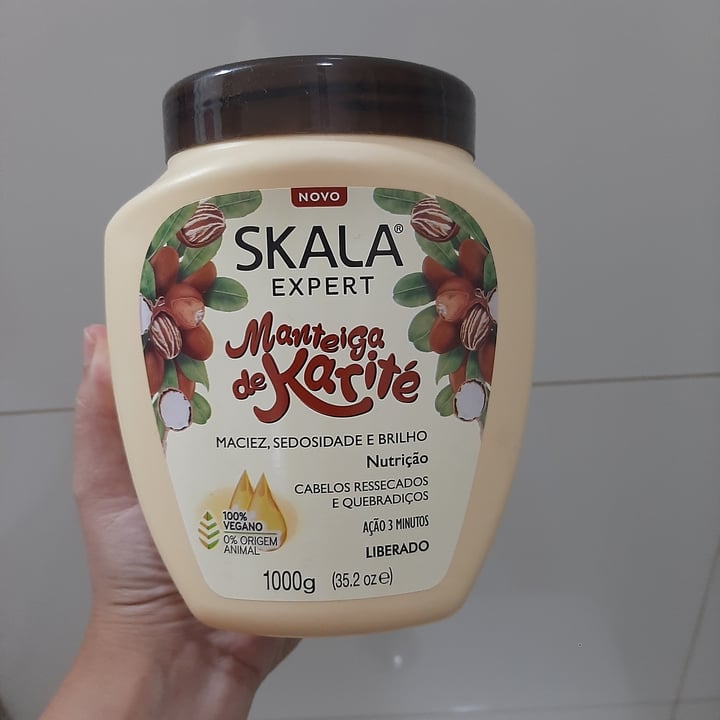 NOVO
SKALA®
EXPERT
Manteiga
de Karité
MACIEZ, SEDOSIDADE E BRILHO
Nutrição
CABELOS RESSECADOS
E QUEBRADIÇOS
AÇÃO 3 MINUTOS
LIBERADO
100%
VEGANO
0% ORIGEM
ANIMAL
1000g (35.2 oz℮)